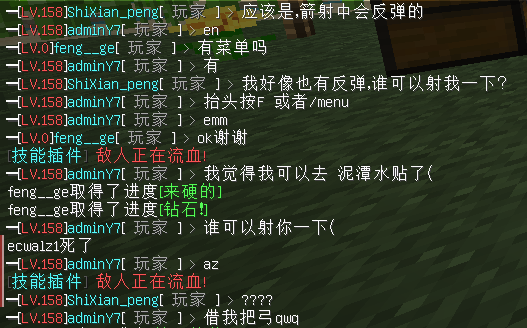 ━[LV.158]ShiXian_peng[ 玩家 ] > 应该是,箭射中会反弹的
━[LV.158]adminY7[ 玩家 ] > en
━[LV.0]feng__ge[ 玩家 ] > 有菜单吗
━[LV.158]adminY7[ 玩家 ] > 有
━[LV.158]ShiXian_peng[ 玩家 ] > 我好像也有反弹,谁可以射我一下?
━[LV.158]adminY7[ 玩家 ] > 抬头按F 或者/menu
━[LV.158]adminY7[ 玩家 ] > emm
━[LV.0]feng__ge[ 玩家 ] > ok谢谢
[技能插件] 敌人正在流血!
━[LV.158]adminY7[ 玩家 ] > 我觉得我可以去 泥潭水贴了(
feng__ge取得了进度[来硬的]
feng__ge取得了进度[钻石!]
━[LV.158]adminY7[ 玩家 ] > 谁可以射你一下(
ecwalz1死了
━[LV.158]adminY7[ 玩家 ] > az
[技能插件] 敌人正在流血!
━[LV.158]ShiXian_peng[ 玩家 ] > ????
━[LV.158]adminY7[ 玩家 ] > 借我把弓qwq